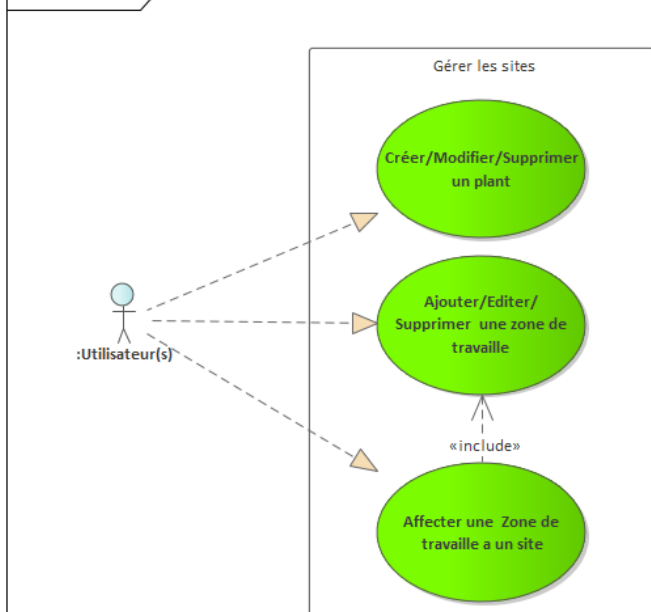 Gérer les sites
Créer/Modifier/Supprimer
un plant
Ajouter/Editer/
Supprimer une zone de
travaille
:Utilisateur(s)
«include»
Affecter une Zone de
travaille a un site